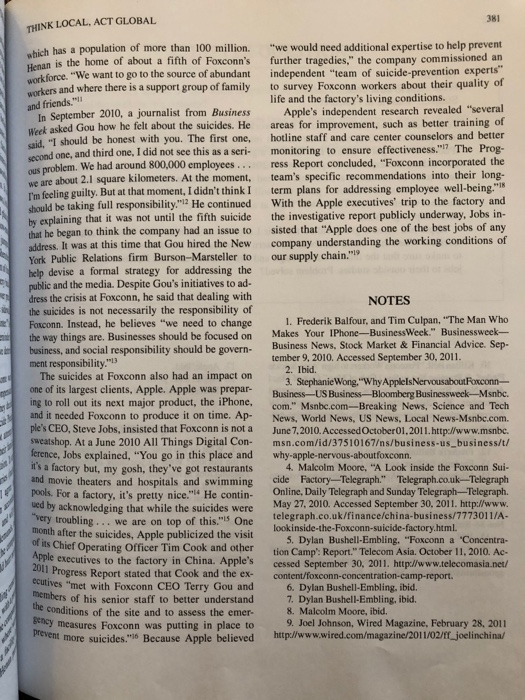 THINK LOCAL, ACT GLOBAL
381
which has a population of more than 100 million.
Henan is the home of about a fifth of Foxconn's
workforce. "We want to go to the source of abundant
workers and where there is a support group of family
and friends."11
In September 2010, a journalist from Business
Week asked Gou how he felt about the suicides. He
said, "I should be honest with you. The first one,
second one, and third one, I did not see this as a seri-
ous problem. We had around 800,000 employees . . .
we are about 2.1 square kilometers. At the moment,
I'm feeling guilty. But at that moment, I didn't think I
should be taking full responsibility."12 He continued
by explaining that it was not until the fifth suicide
that he began to think the company had an issue to
address. It was at this time that Gou hired the New
York Public Relations firm Burson–Marsteller to
help devise a formal strategy for addressing the
public and the media. Despite Gou's initiatives to ad-
dress the crisis at Foxconn, he said that dealing with
the suicides is not necessarily the responsibility of
Foxconn. Instead, he believes "we need to change
the way things are. Businesses should be focused on
business, and social responsibility should be govern-
ment responsibility."13
The suicides at Foxconn also had an impact on
one of its largest clients, Apple. Apple was prepar-
ing to roll out its next major product, the iPhone,
and it needed Foxconn to produce it on time. Ap-
ple's CEO, Steve Jobs, insisted that Foxconn is not a
sweatshop. At a June 2010 All Things Digital Con-
ference, Jobs explained, "You go in this place and
it's a factory but, my gosh, they've got restaurants
and movie theaters and hospitals and swimming
pools. For a factory, it's pretty nice."14 He contin-
ued by acknowledging that while the suicides were
"very troubling . . . we are on top of this."15 One
month after the suicides, Apple publicized the visit
of its Chief Operating Officer Tim Cook and other
Apple executives to the factory in China. Apple's
2011 Progress Report stated that Cook and the ex-
ecutives "met with Foxconn CEO Terry Gou and
members of his senior staff to better understand
the conditions of the site and to assess the emer-
gency measures Foxconn was putting in place to
prevent more suicides."16 Because Apple believed
"we would need additional expertise to help prevent
further tragedies," the company commissioned an
independent "team of suicide-prevention experts"
to survey Foxconn workers about their quality of
life and the factory's living conditions.
Apple's independent research revealed "several
areas for improvement, such as better training of
hotline staff and care center counselors and better
monitoring to ensure effectiveness."17 The Prog-
ress Report concluded, "Foxconn incorporated the
team's specific recommendations into their long-
term plans for addressing employee well-being."18
With the Apple executives' trip to the factory and
the investigative report publicly underway, Jobs in-
sisted that "Apple does one of the best jobs of any
company understanding the working conditions of
our supply chain."19
NOTES
1. Frederik Balfour, and Tim Culpan, "The Man Who
Makes Your IPhone—BusinessWeek." Businessweek—
Business News, Stock Market & Financial Advice. Sep-
tember 9, 2010. Accessed September 30, 2011.
2. Ibid.
3. Stephanie Wong, "Why AppleIsNervousaboutFoxconn—
Business—US Business—Bloomberg Businessweek—Msnbc.
com." Msnbc.com—Breaking News, Science and Tech
News, World News, US News, Local News-Msnbc.com.
June 7, 2010. Accessed October 01, 2011. http://www.msnbc.
msn.com/id/37510167/ns/business-us_business/t/
why-apple-nervous-aboutfoxconn.
4. Malcolm Moore, "A Look inside the Foxconn Sui-
cide Factory—Telegraph." Telegraph.co.uk—Telegraph
Online, Daily Telegraph and Sunday Telegraph—Telegraph.
May 27, 2010. Accessed September 30, 2011. http://www.
telegraph.co.uk/finance/china-business/7773011/A-
lookinside-the-Foxconn-suicide-factory.html.
5. Dylan Bushell-Embling, "Foxconn a 'Concentra-
tion Camp': Report." Telecom Asia. October 11, 2010. Ac-
cessed September 30, 2011. http://www.telecomasia.net/
content/foxconn-concentration-camp-report.
6. Dylan Bushell-Embling, ibid.
7. Dylan Bushell-Embling, ibid.
8. Malcolm Moore, ibid.
9. Joel Johnson, Wired Magazine, February 28, 2011
http://www.wired.com/magazine/2011/02/ff_joelinchina/